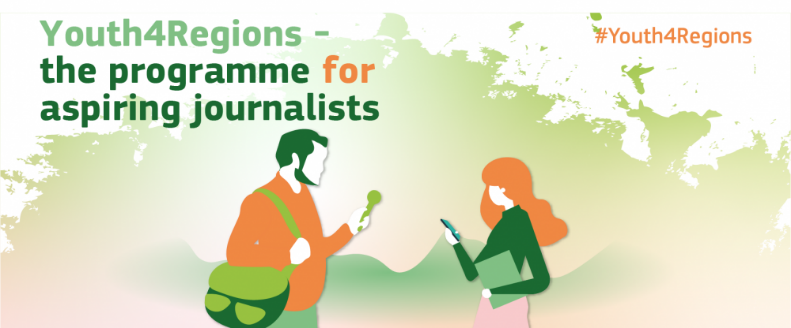 Youth4Regions -
#Youth4Regions
the programme for
aspiring journalists